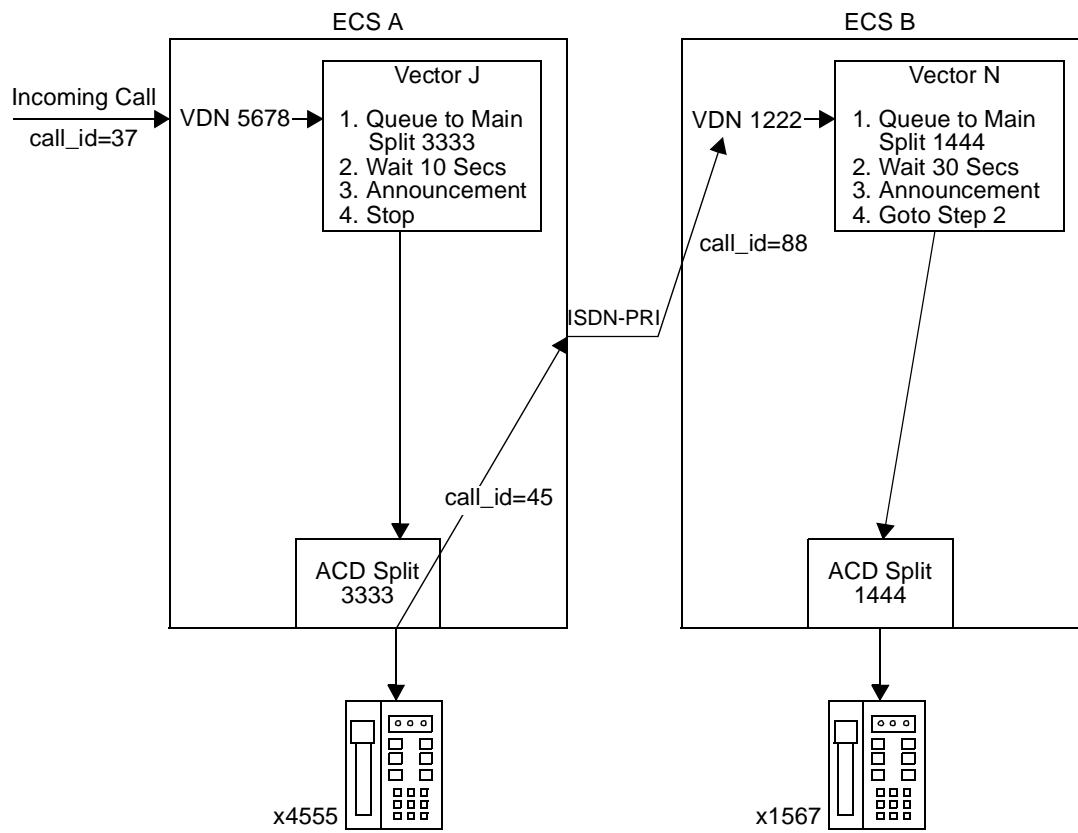 ECS A
ECS B
Incoming Call
call_id=37
VDN 5678
Vector J
1. Queue to Main
Split 3333
2. Wait 10 Secs
3. Announcement
4. Stop
VDN 1222
Vector N
1. Queue to Main
Split 1444
2. Wait 30 Secs
3. Announcement
4. Goto Step 2
call_id=88
ISDN-PRI
call_id=45
ACD Split
3333
ACD Split
1444
x4555
x1567